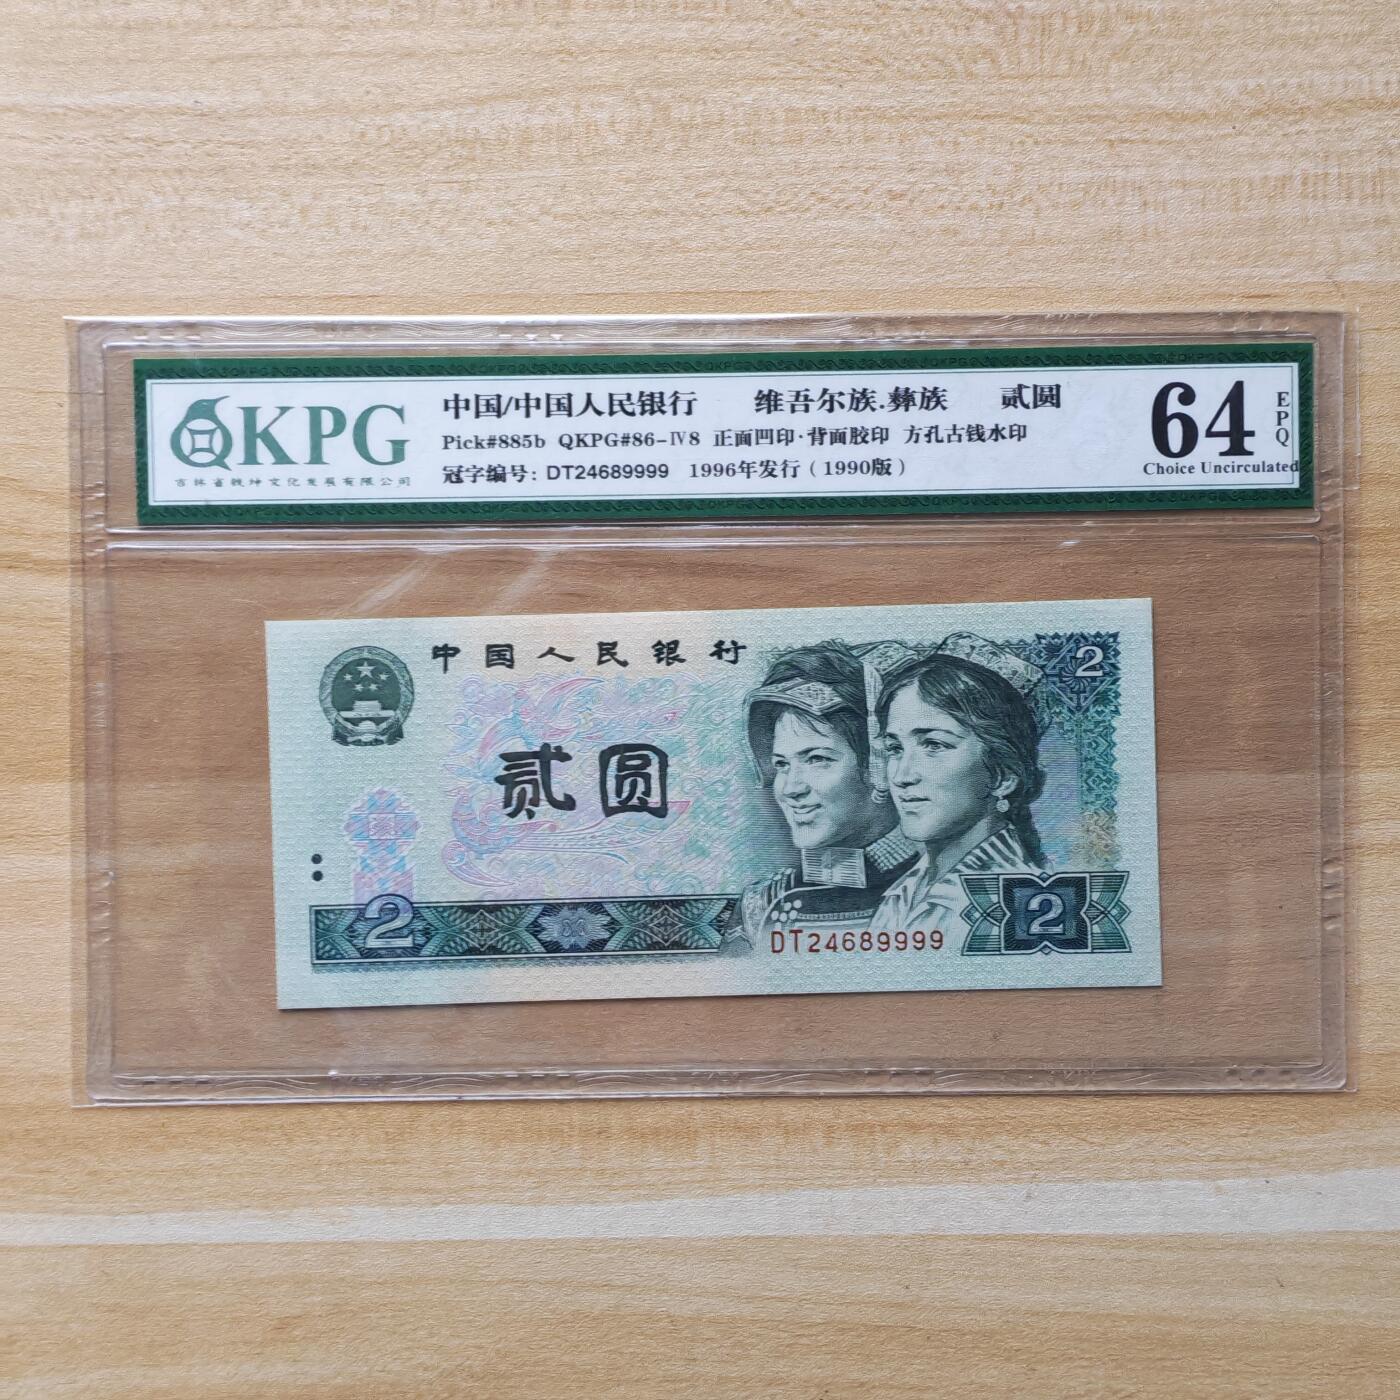 QKPG
吉林省钱坤文化发展有限公司
中国/中国人民银行 维吾尔族.彝族 贰圆
Pick#885b QKPG#86-Ⅳ8 正面凹印·背面胶印 方孔古钱水印
冠字编号: DT24689999 1996年发行(1990版)
64
EPQ
Choice Uncirculated
中国人民银行
2
贰圆
2
DT24689999
2